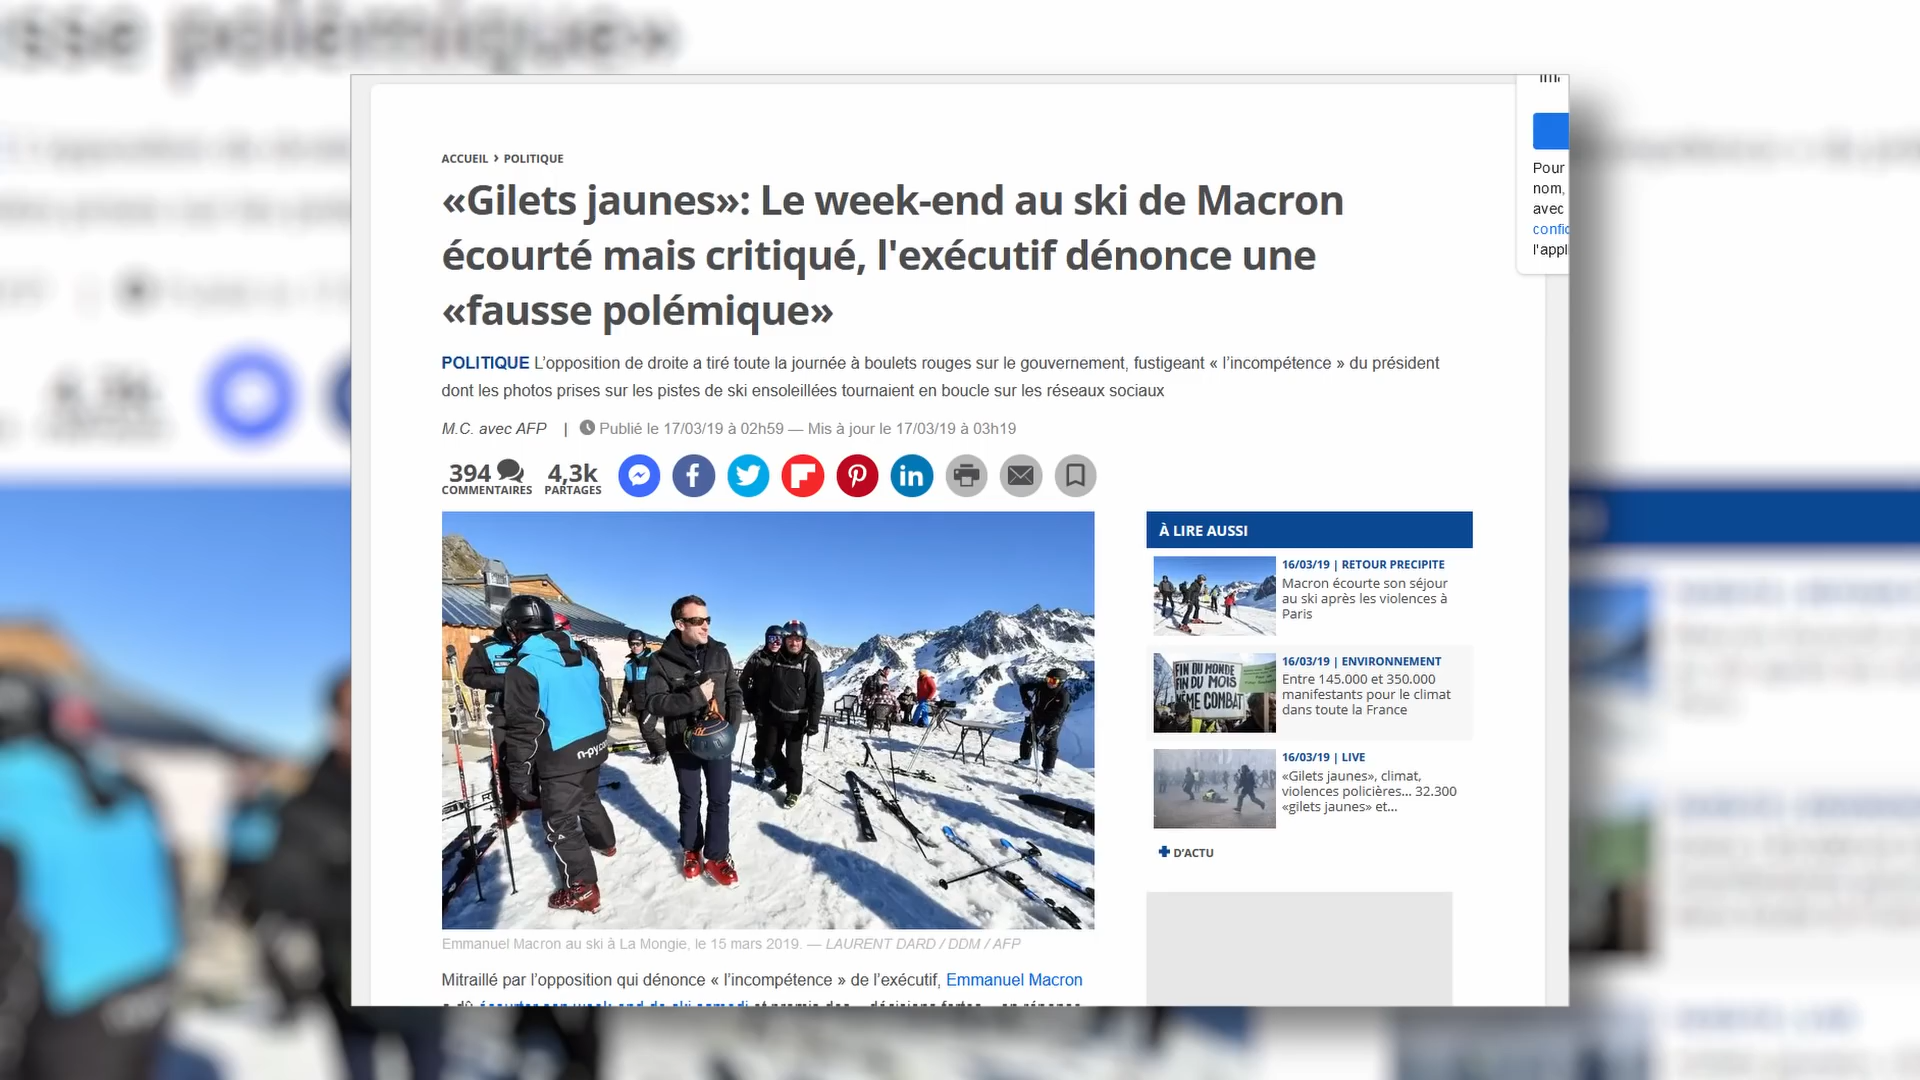 ACCUEIL › POLITIQUE
«Gilets jaunes»: Le week-end au ski de Macron
écourté mais critiqué, l'exécutif dénonce une
«fausse polémique»
POLITIQUE L’opposition de droite a tiré toute la journée à boulets rouges sur le gouvernement, fustigeant « l’incompétence » du président
dont les photos prises sur les pistes de ski ensoleillées tournaient en boucle sur les réseaux sociaux
M.C. avec AFP | Publié le 17/03/19 à 02h59 — Mis à jour le 17/03/19 à 03h19
394 4,3k
COMMENTAIRES PARTAGES
n-py.co
Emmanuel Macron au ski à La Mongie, le 15 mars 2019. — LAURENT DARD / DDM / AFP
Mitraillé par l’opposition qui dénonce « l’incompétence » de l’exécutif, Emmanuel Macron
À LIRE AUSSI
16/03/19 | RETOUR PRECIPITE
Macron écourte son séjour
au ski après les violences à
Paris
FIN DU MONDE
FIN DU MOIS
MÊME COMBAT
16/03/19 | ENVIRONNEMENT
Entre 145.000 et 350.000
manifestants pour le climat
dans toute la France
16/03/19 | LIVE
«Gilets jaunes», climat,
violences policières... 32.300
«gilets jaunes» et...
D’ACTU
Pour
nom,
avec
confic
l'appl
sse polémique»